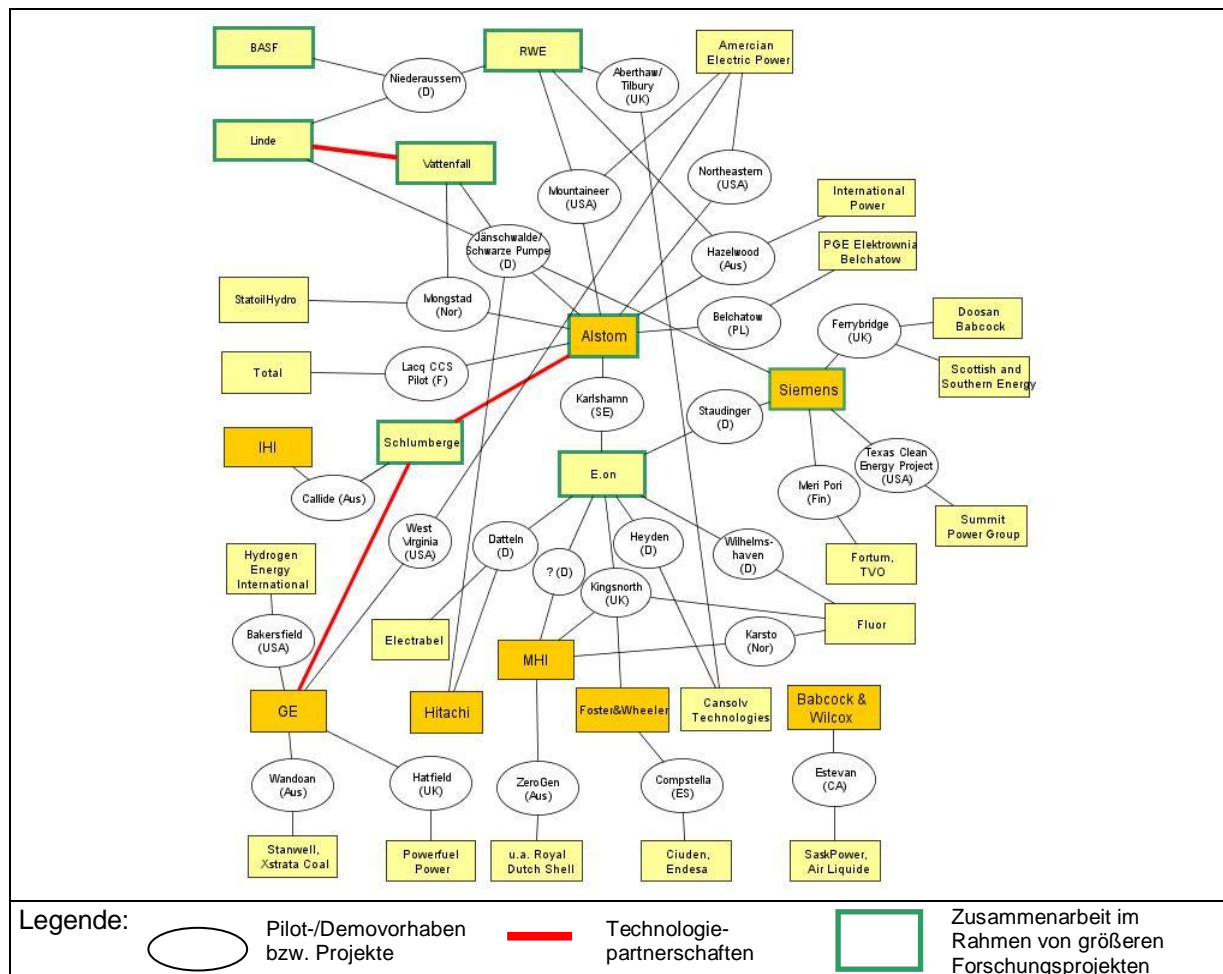 BASF
RWE
Amercian
Electric Power
Niederaussem
(D)
Aberthaw/
Tilbury
(UK)
Linde
Vattenfall
Mountaineer
(USA)
Northeastern
(USA)
International
Power
Jänschwalde/
Schwarze Pumpe
(D)
Hazelwood
(Aus)
PGE Elektrownia
Belchatow
StatoilHydro
Mongstad
(Nor)
Belchatow
(PL)
Ferrybridge
(UK)
Doosan
Babcock
Alstom
Total
Lacq CCS
Pilot (F)
Scottish and
Southern Energy
Siemens
Karlshamn
(SE)
Staudinger
(D)
IHI
Schlumberge
Texas Clean
Energy Project
(USA)
E.on
Meri Pori
(Fin)
Callide (Aus)
West
Virginia
(USA)
Datteln
(D)
Heyden
(D)
Wilhelms-
haven
(D)
Summit
Power Group
Hydrogen
Energy
International
? (D)
Kingsnorth
(UK)
Fortum,
TVO
Bakersfield
(USA)
Electrabel
Karsto
(Nor)
Fluor
MHI
GE
Hitachi
Foster&Wheeler
Cansolv
Technologies
Babcock &
Wilcox
Wandoan
(Aus)
Hatfield
(UK)
ZeroGen
(Aus)
Compstella
(ES)
Estevan
(CA)
Stanwell,
Xstrata Coal
Powerfuel
Power
u.a. Royal
Dutch Shell
Ciuden,
Endesa
SaskPower,
Air Liquide
Legende:
Pilot-/Demovorhaben
bzw. Projekte
Technologie-
partnerschaften
Zusammenarbeit im
Rahmen von größeren
Forschungsprojekten